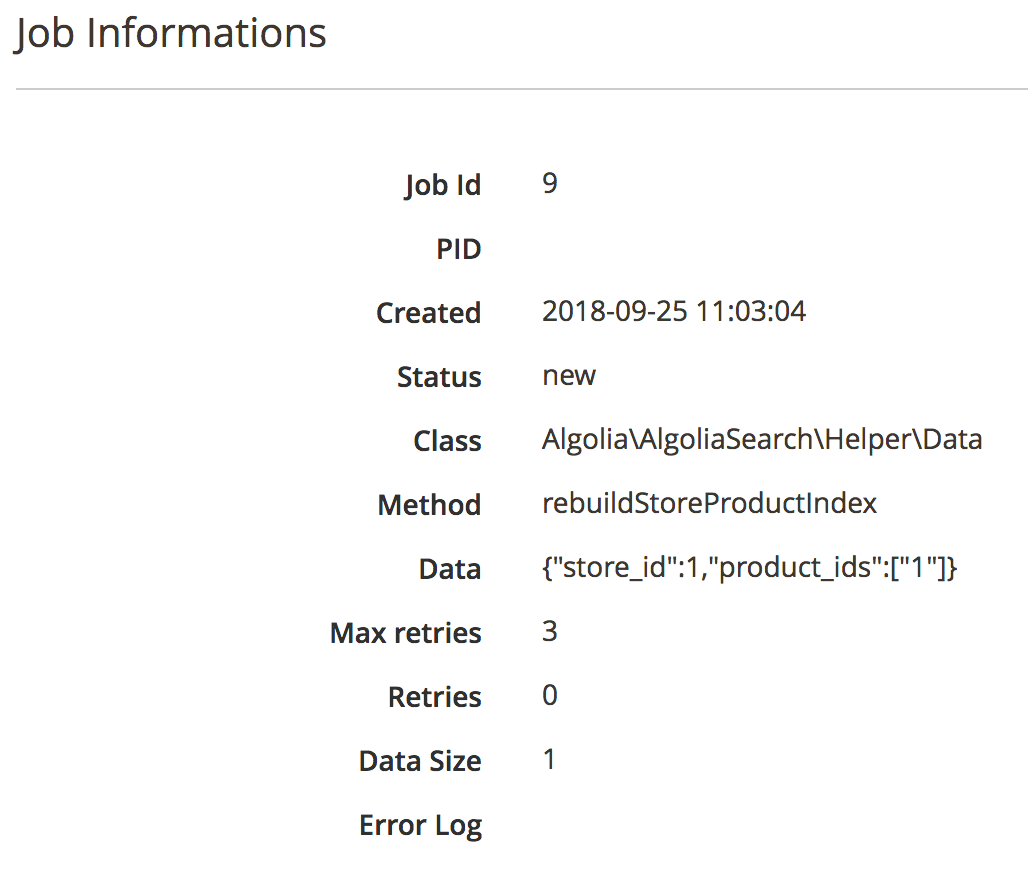 Job Informations
Job Id 9
PID
Created 2018-09-25 11:03:04
Status new
Class Algolia\AlgoliaSearch\Helper\Data
Method rebuildStoreProductIndex
Data {"store_id":1,"product_ids":["1"]}
Max retries 3
Retries 0
Data Size 1
Error Log